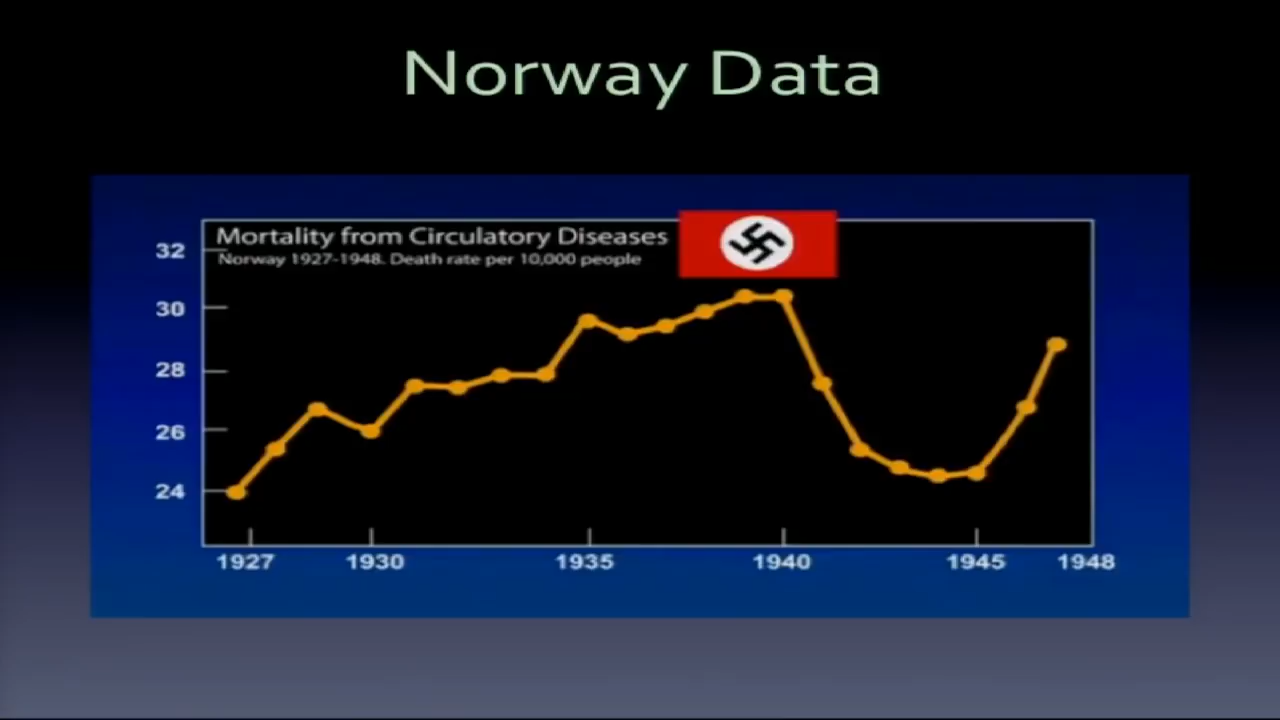 Norway Data
Mortality from Circulatory Diseases
Norway 1927-1948. Death rate per 10,000 people
32
30
28
26
24
1927 1930 1935 1940 1945 1948